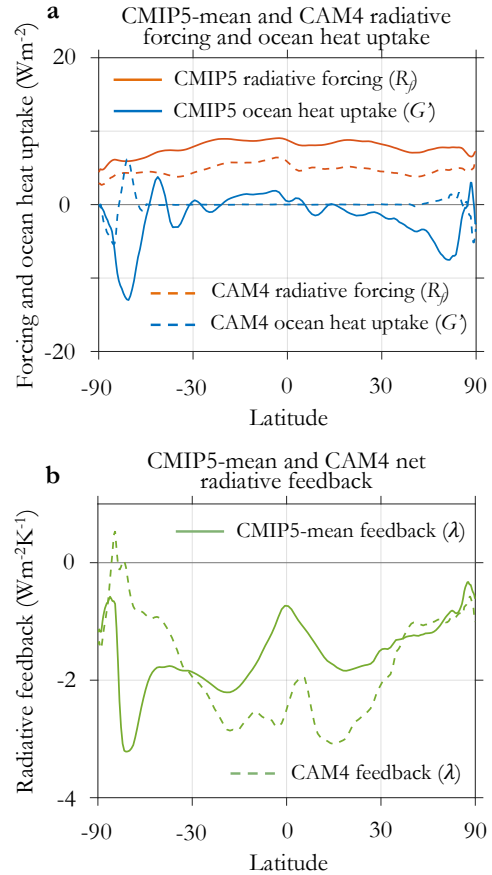 a
CMIP5-mean and CAM4 radiative
forcing and ocean heat uptake
Forcing and ocean heat uptake (Wm-2)
20
10
0
-10
-20
CMIP5 radiative forcing (Rf)
CMIP5 ocean heat uptake (G')
CAM4 radiative forcing (Rf)
CAM4 ocean heat uptake (G')
-90
-30
0
30
90
Latitude
b
CMIP5-mean and CAM4 net
radiative feedback
Radiative feedback (Wm-2K-1)
0
-2
-4
CMIP5-mean feedback (λ)
CAM4 feedback (λ)
-90
-30
0
30
90
Latitude